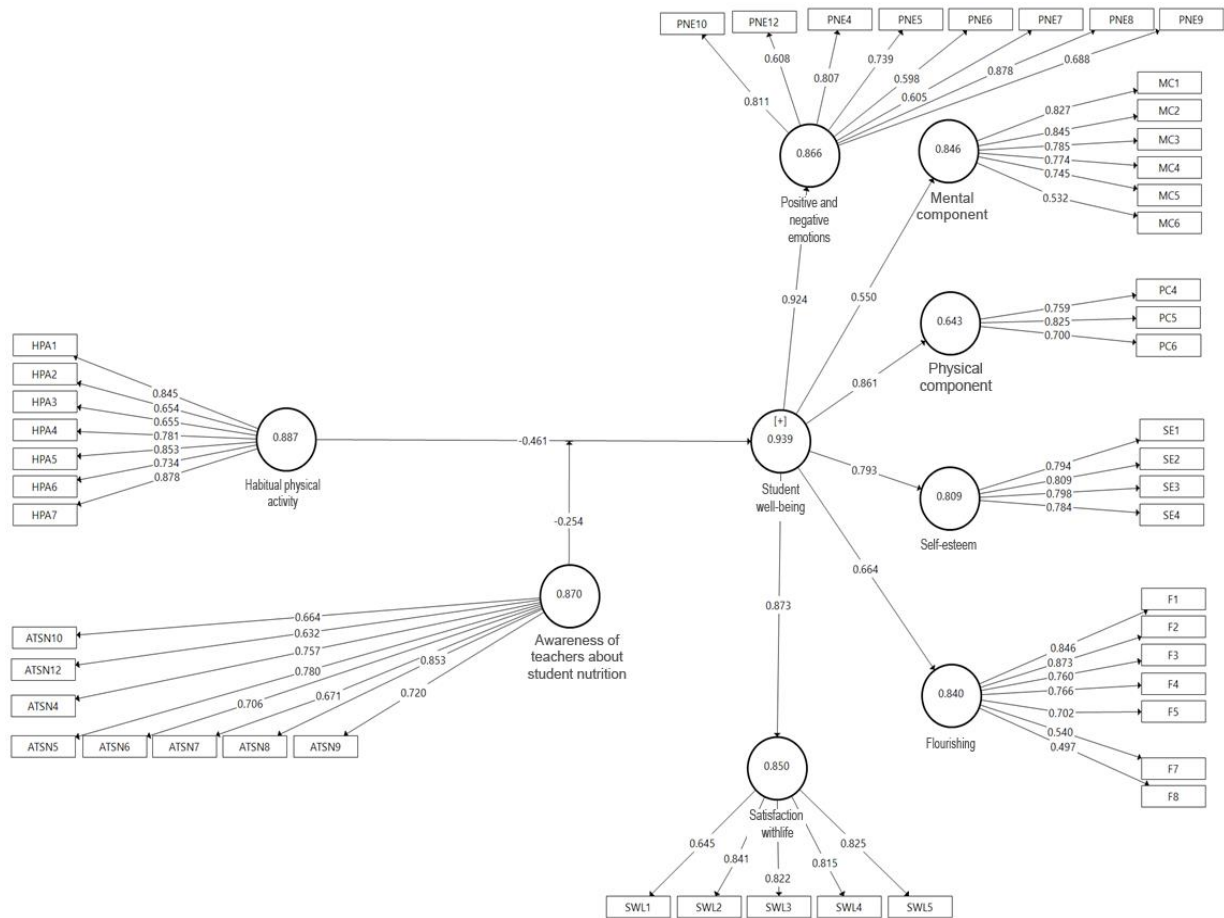 PNE10
PNE12
PNE4
PNE5
PNE6
PNE7
PNE8
PNE9
0.811
0.608
0.807
0.739
0.598
0.605
0.878
0.688
0.866
Positive and
negative
emotions
0.924
MC1
MC2
MC3
MC4
MC5
MC6
0.827
0.845
0.785
0.774
0.745
0.532
0.846
Mental
component
0.550
PC4
PC5
PC6
0.759
0.825
0.700
0.643
Physical
component
0.861
HPA1
HPA2
HPA3
HPA4
HPA5
HPA6
HPA7
0.845
0.654
0.655
0.781
0.853
0.734
0.878
0.887
Habitual physical
activity
-0.461
[+]
0.939
Student
well-being
0.793
SE1
SE2
SE3
SE4
0.794
0.809
0.798
0.784
0.809
Self-esteem
-0.254
0.870
Awareness of
teachers about
student nutrition
0.664
0.632
0.757
0.780
0.706
0.671
0.853
0.720
ATSN10
ATSN12
ATSN4
ATSN5
ATSN6
ATSN7
ATSN8
ATSN9
0.664
F1
F2
F3
F4
F5
F7
F8
0.846
0.873
0.760
0.766
0.702
0.540
0.497
0.840
Flourishing
0.873
0.850
Satisfaction
withlife
0.645
0.841
0.822
0.815
0.825
SWL1
SWL2
SWL3
SWL4
SWL5